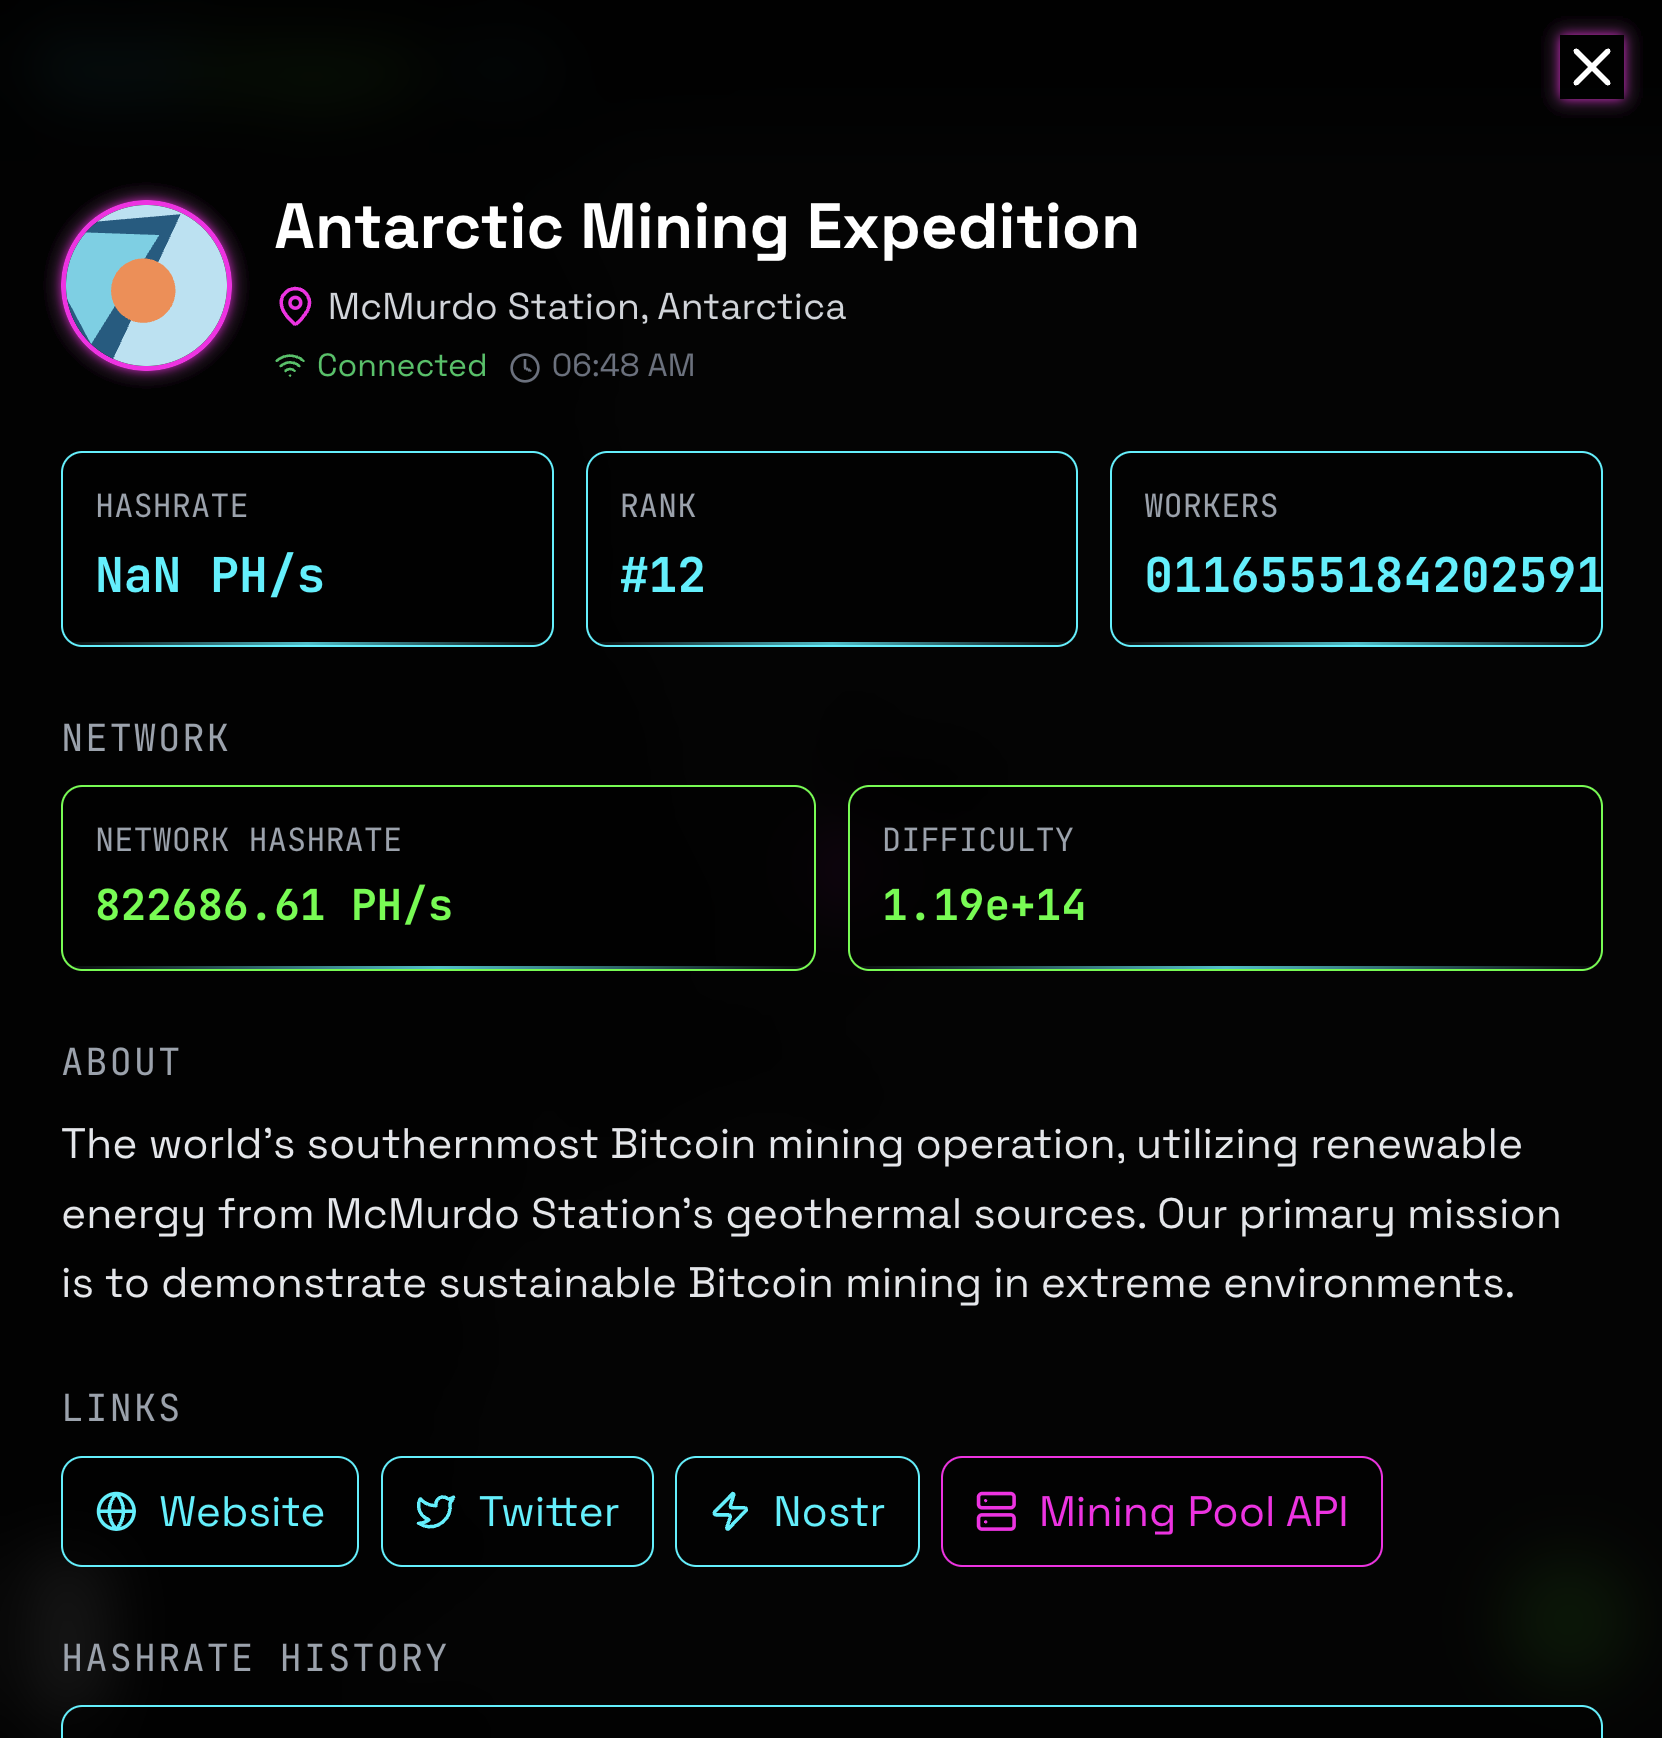 Antarctic Mining Expedition
McMurdo Station, Antarctica
Connected 06:48 AM
HASHRATE
NaN PH/s
RANK
#12
WORKERS
0116555184202591
NETWORK
NETWORK HASHRATE
822686.61 PH/s
DIFFICULTY
1.19e+14
ABOUT
The world's southernmost Bitcoin mining operation, utilizing renewable
energy from McMurdo Station's geothermal sources. Our primary mission
is to demonstrate sustainable Bitcoin mining in extreme environments.
LINKS
Website
Twitter
Nostr
Mining Pool API
HASHRATE HISTORY